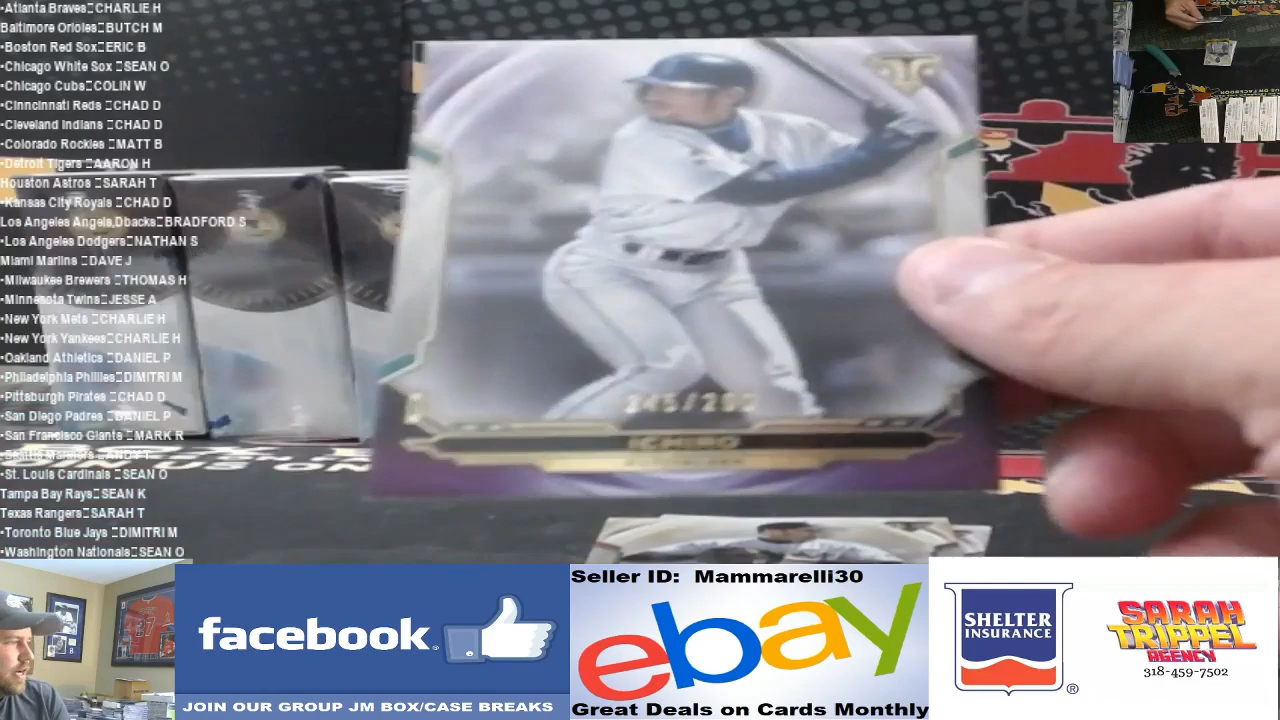 •Atlanta Braves CHARLIE H
Baltimore Orioles BUTCH M
•Boston Red Sox ERIC B
•Chicago White Sox SEAN O
•Chicago Cubs COLIN W
•Cinncinnati Reds CHAD D
•Cleveland Indians CHAD D
•Colorado Rockies MATT B
•Detroit Tigers AARON H
Houston Astros SARAH T
•Kansas City Royals CHAD D
Los Angeles Angels,Dbacks BRADFORD S
•Los Angeles Dodgers NATHAN S
Miami Marlins DAVE J
•Milwaukee Brewers THOMAS H
•Minnesota Twins JESSE A
•New York Mets CHARLIE H
•New York Yankees CHARLIE H
•Oakland Athletics DANIEL P
•Philadelphia Phillies DIMITRI M
•Pittsburgh Pirates CHAD D
•San Diego Padres DANIEL P
•San Francisco Giants MARK R
•Seattle Mariners ANDY T
•St. Louis Cardinals SEAN O
Tampa Bay Rays SEAN K
Texas Rangers SARAH T
•Toronto Blue Jays DIMITRI M
•Washington Nationals SEAN O
ICHIRO
US ON
facebook
JOIN OUR GROUP JM BOX/CASE BREAKS
Seller ID: Mammarelli30
ebay
Great Deals on Cards Monthly
SHELTER
INSURANCE
®
SARAH
TRIPPEL
AGENCY
318-459-7502
27